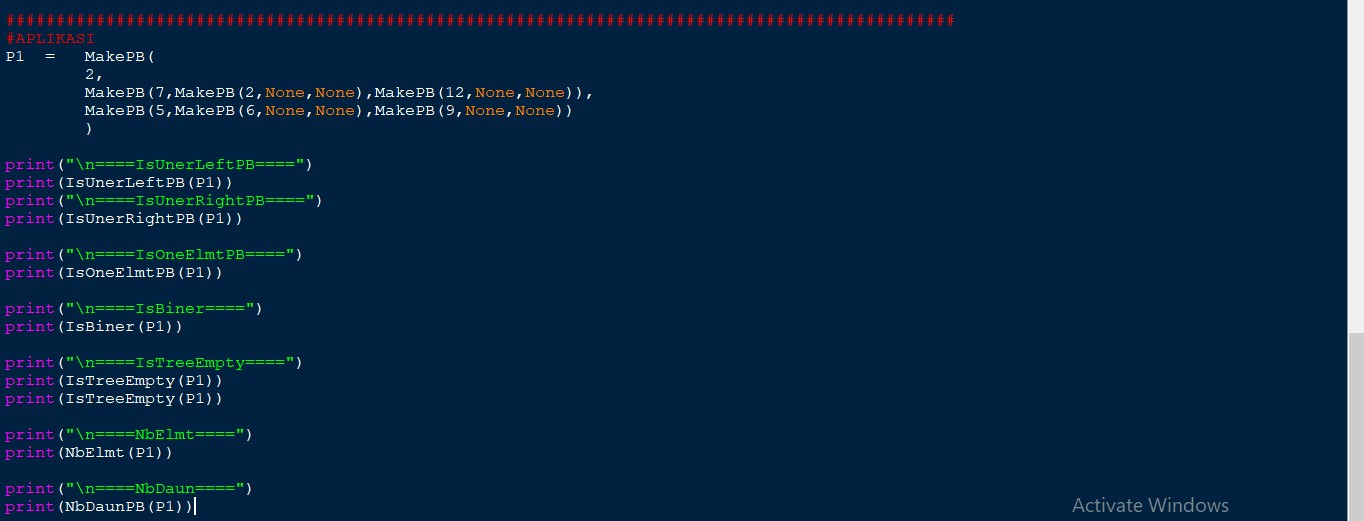 ###############################################################################################
#APLIKASI
P1  =   MakePB(
        2,
        MakePB(7,MakePB(2,None,None),MakePB(12,None,None)),
        MakePB(5,MakePB(6,None,None),MakePB(9,None,None))
        )
print("\n====IsUnerLeftPB====")
print(IsUnerLeftPB(P1))
print("\n====IsUnerRightPB====")
print(IsUnerRightPB(P1))
print("\n====IsOneElmtPB====")
print(IsOneElmtPB(P1))
print("\n====IsBiner====")
print(IsBiner(P1))
print("\n====IsTreeEmpty====")
print(IsTreeEmpty(P1))
print(IsTreeEmpty(P1))
print("\n====NbElmt====")
print(NbElmt(P1))
print("\n====NbDaun====")
print(NbDaunPB(P1))
Activate Windows